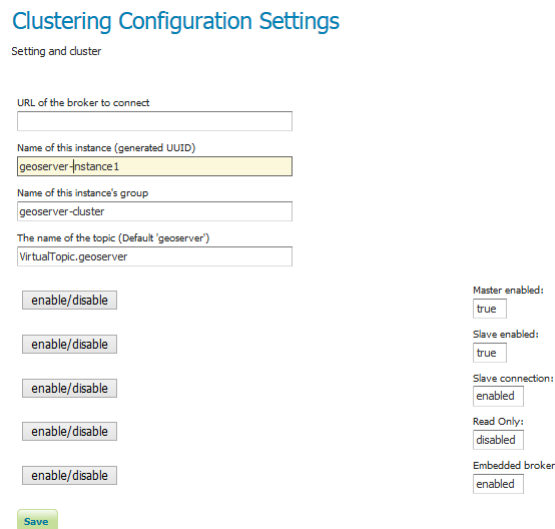 Clustering Configuration Settings
Setting and cluster
URL of the broker to connect
Name of this instance (generated UUID)
geoserver-instance1
Name of this instance's group
geoserver-cluster
The name of the topic (Default 'geoserver')
VirtualTopic.geoserver
enable/disable
Master enabled:
true
enable/disable
Slave enabled:
true
enable/disable
Slave connection:
enabled
enable/disable
Read Only:
disabled
enable/disable
Embedded broker
enabled
Save